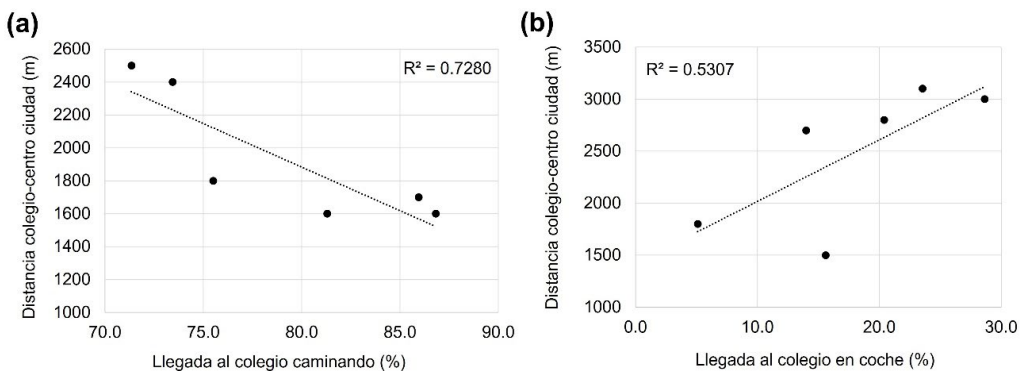 (a)
R² = 0.7280
Distancia colegio-centro ciudad (m)
2600
2400
2200
2000
1800
1600
1400
1200
1000
70.0 75.0 80.0 85.0 90.0
Llegada al colegio caminando (%)
(b)
R² = 0.5307
Distancia colegio-centro ciudad (m)
3500
3000
2500
2000
1500
1000
0.0 10.0 20.0 30.0
Llegada al colegio en coche (%)